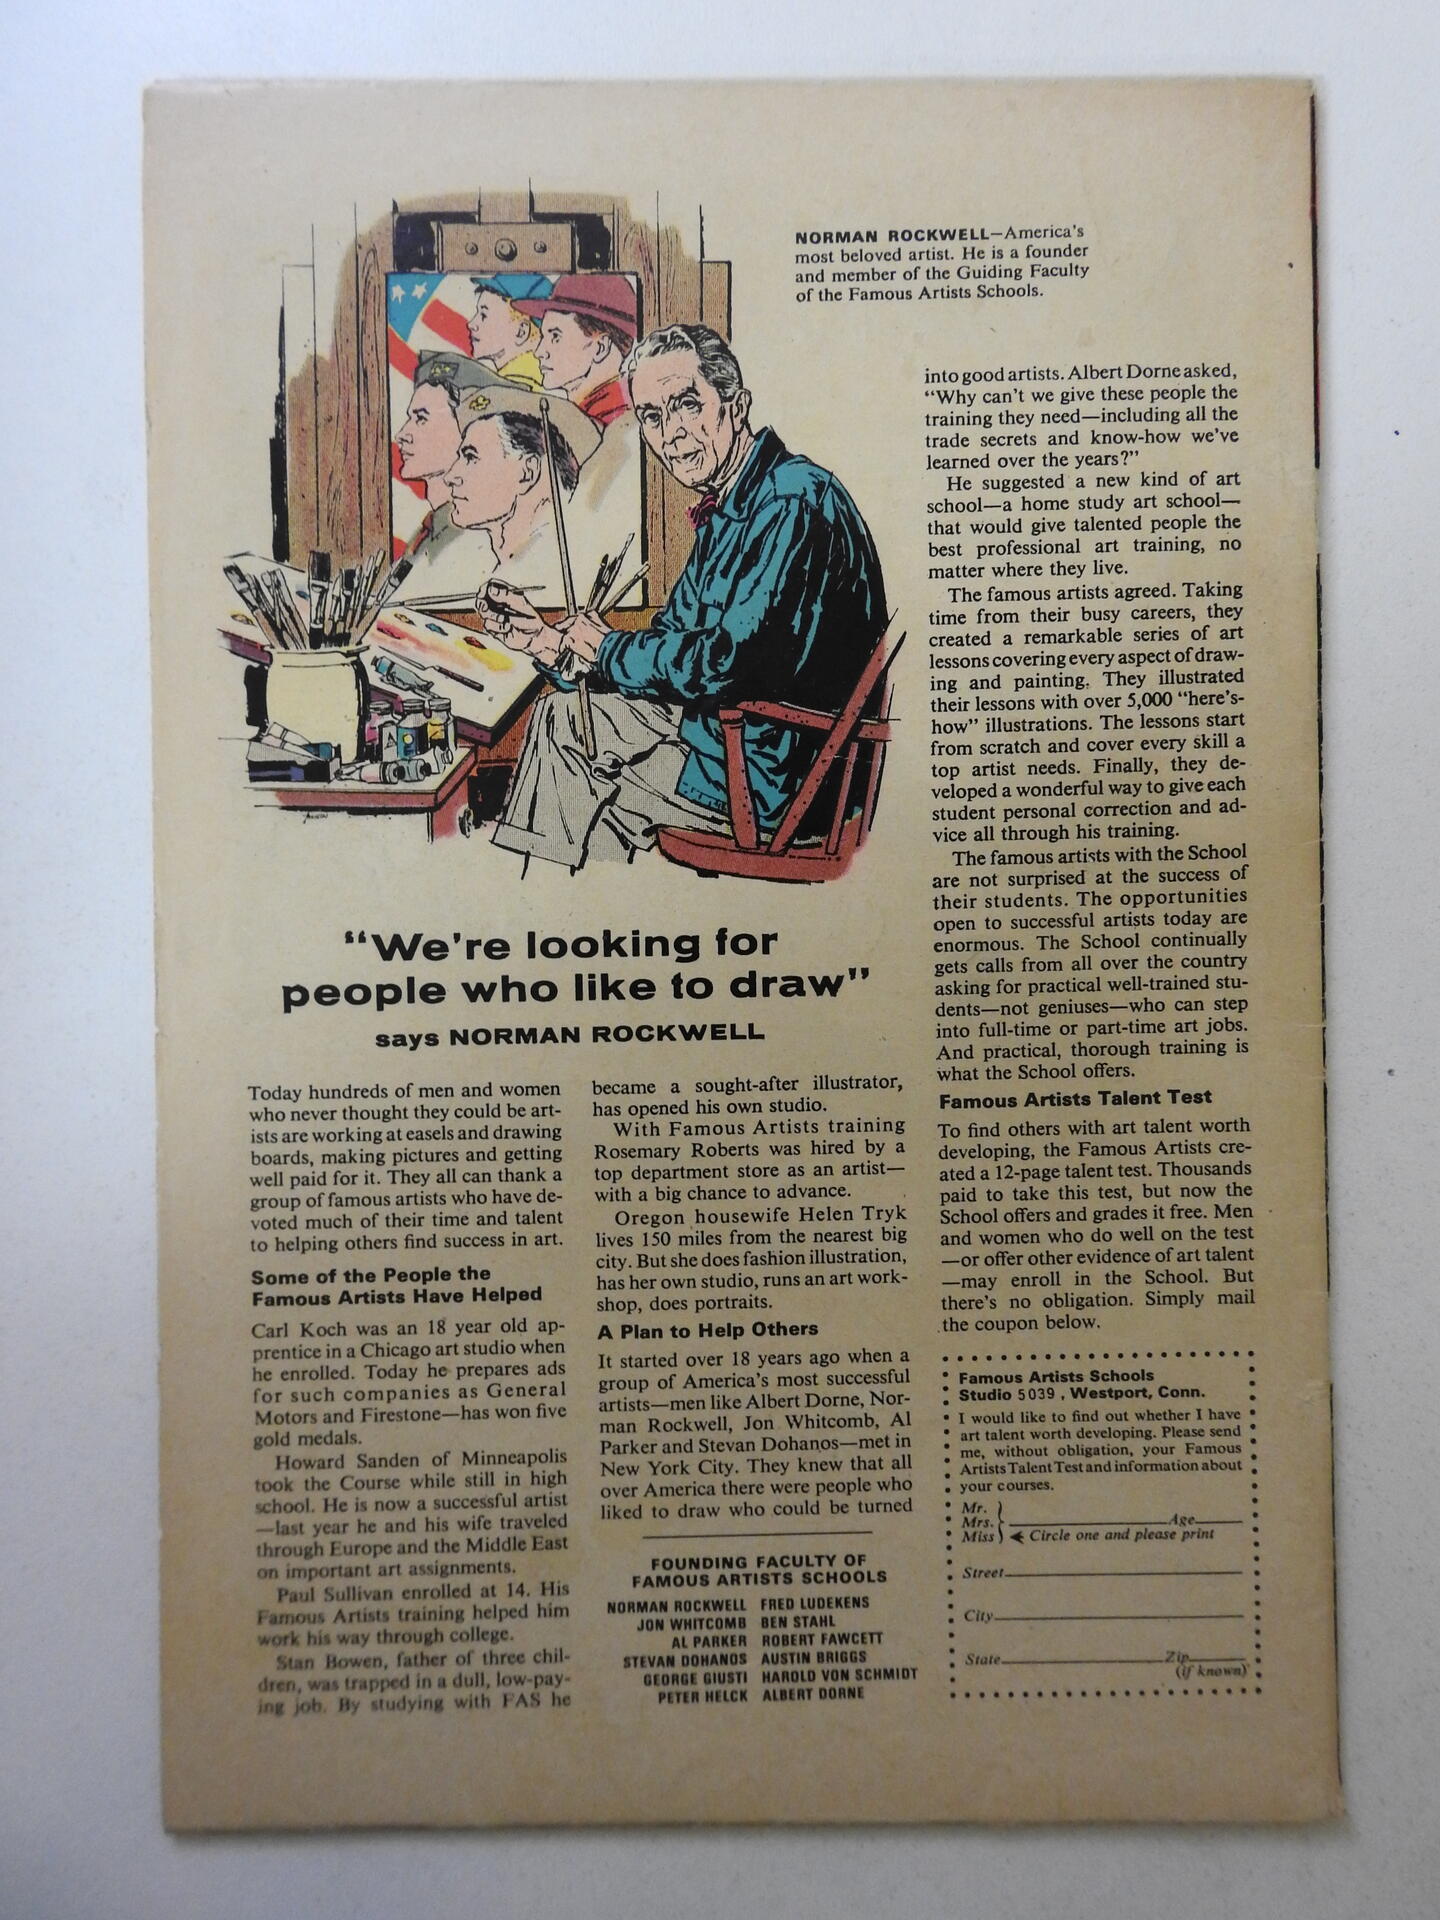 NORMAN ROCKWELL—America's
most beloved artist. He is a founder
and member of the Guiding Faculty
of the Famous Artists Schools.
"We're looking for
people who like to draw"
says NORMAN ROCKWELL
Today hundreds of men and women
who never thought they could be art-
ists are working at easels and drawing
boards, making pictures and getting
well paid for it. They all can thank a
group of famous artists who have de-
voted much of their time and talent
to helping others find success in art.
Some of the People the
Famous Artists Have Helped
Carl Koch was an 18 year old ap-
prentice in a Chicago art studio when
he enrolled. Today he prepares ads
for such companies as General
Motors and Firestone—has won five
gold medals.
Howard Sanden of Minneapolis
took the Course while still in high
school. He is now a successful artist
—last year he and his wife traveled
through Europe and the Middle East
on important art assignments.
Paul Sullivan enrolled at 14. His
Famous Artists training helped him
work his way through college.
Stan Bowen, father of three chil-
dren, was trapped in a dull, low-pay-
ing job. By studying with FAS he
became a sought-after illustrator,
has opened his own studio.
With Famous Artists training
Rosemary Roberts was hired by a
top department store as an artist—
with a big chance to advance.
Oregon housewife Helen Tryk
lives 150 miles from the nearest big
city. But she does fashion illustration,
has her own studio, runs an art work-
shop, does portraits.
A Plan to Help Others
It started over 18 years ago when a
group of America's most successful
artists—men like Albert Dorne, Nor-
man Rockwell, Jon Whitcomb, Al
Parker and Stevan Dohanos—met in
New York City. They knew that all
over America there were people who
liked to draw who could be turned
FOUNDING FACULTY OF
FAMOUS ARTISTS SCHOOLS
NORMAN ROCKWELL FRED LUDEKENS
JON WHITCOMB BEN STAHL
AL PARKER ROBERT FAWCETT
STEVAN DOHANOS AUSTIN BRIGGS
GEORGE GIUSTI HAROLD VON SCHMIDT
PETER HELCK ALBERT DORNE
into good artists. Albert Dorne asked,
"Why can't we give these people the
training they need—including all the
trade secrets and know-how we've
learned over the years?"
He suggested a new kind of art
school—a home study art school—
that would give talented people the
best professional art training, no
matter where they live.
The famous artists agreed. Taking
time from their busy careers, they
created a remarkable series of art
lessons covering every aspect of draw-
ing and painting. They illustrated
their lessons with over 5,000 "here's-
how" illustrations. The lessons start
from scratch and cover every skill a
top artist needs. Finally, they de-
veloped a wonderful way to give each
student personal correction and ad-
vice all through his training.
The famous artists with the School
are not surprised at the success of
their students. The opportunities
open to successful artists today are
enormous. The School continually
gets calls from all over the country
asking for practical well-trained stu-
dents—not geniuses—who can step
into full-time or part-time art jobs.
And practical, thorough training is
what the School offers.
Famous Artists Talent Test
To find others with art talent worth
developing, the Famous Artists cre-
ated a 12-page talent test. Thousands
paid to take this test, but now the
School offers and grades it free. Men
and women who do well on the test
—or offer other evidence of art talent
—may enroll in the School. But
there's no obligation. Simply mail
the coupon below.
Famous Artists Schools
Studio 5039 , Westport, Conn.
I would like to find out whether I have
art talent worth developing. Please send
me, without obligation, your Famous
Artists Talent Test and information about
your courses.
Mr.
Mrs. Age
Miss Circle one and please print
Street
City
State Zip
(if known)